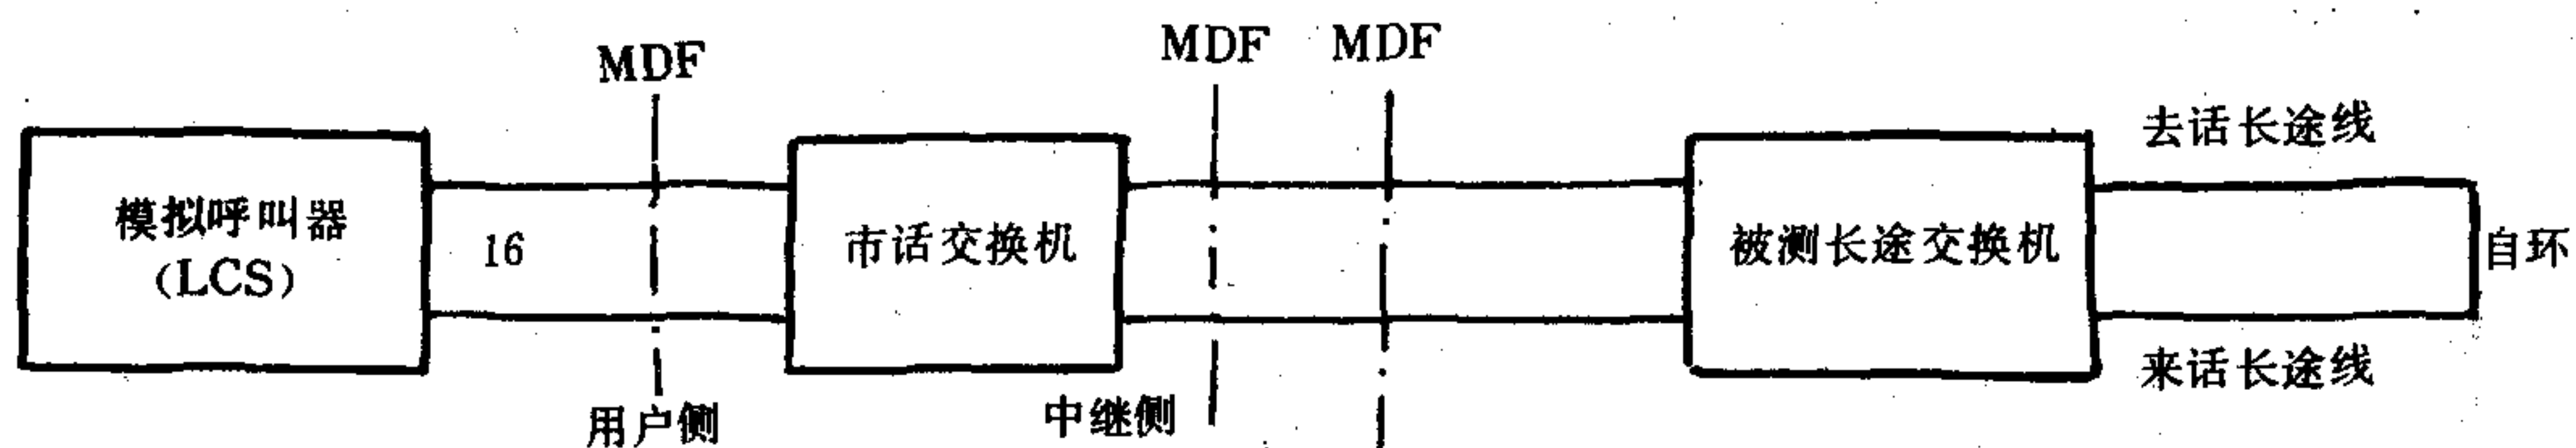 MDF
MDF
MDF
去话长途线
模拟呼叫器
(LCS)
16
市话交换机
被测长途交换机
自环
来话长途线
用户侧
中继侧